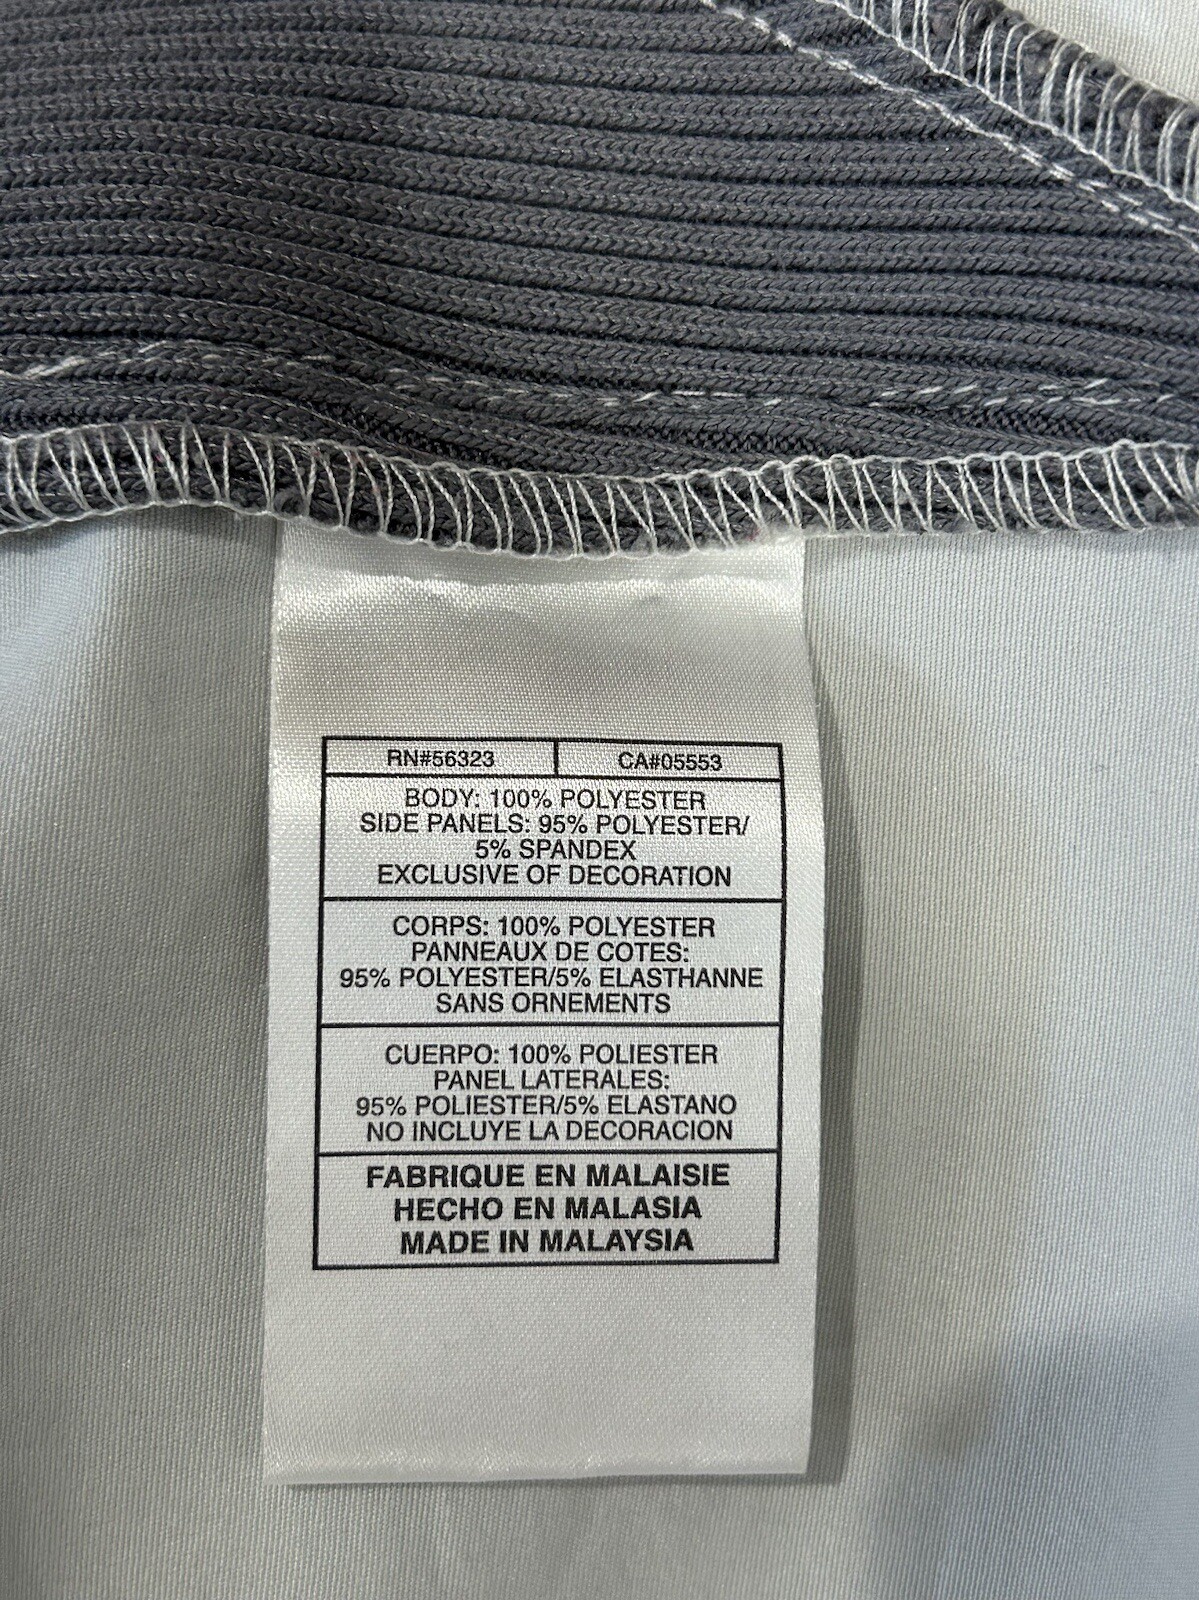 RN#56323 CA#05553
BODY: 100% POLYESTER
SIDE PANELS: 95% POLYESTER/
5% SPANDEX
EXCLUSIVE OF DECORATION
CORPS: 100% POLYESTER
PANNEAUX DE COTES:
95% POLYESTER/5% ELASTHANNE
SANS ORNEMENTS
CUERPO: 100% POLIESTER
PANEL LATERALES:
95% POLIESTER/5% ELASTANO
NO INCLUYE LA DECORACION
FABRIQUE EN MALAISIE
HECHO EN MALASIA
MADE IN MALAYSIA